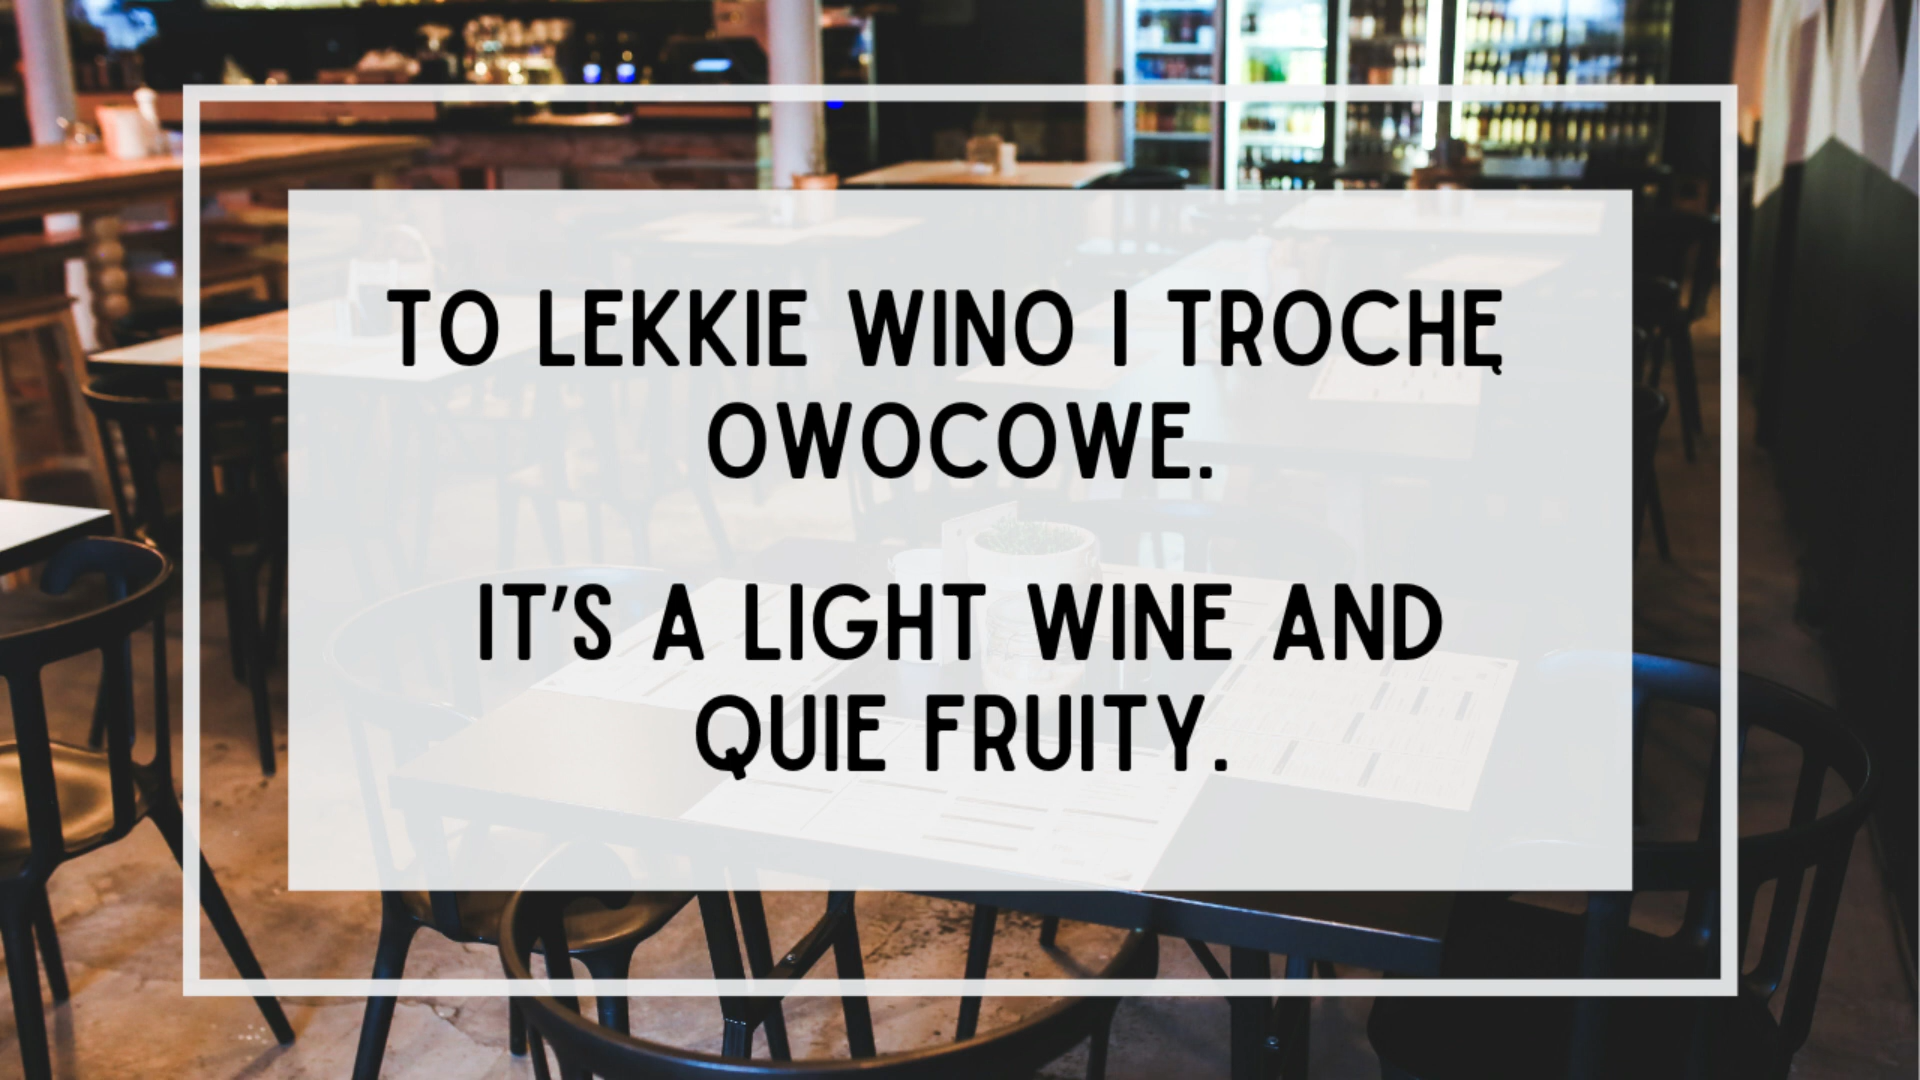 TO LEKKIE WINO I TROCHĘ
OWOCOWE.
IT'S A LIGHT WINE AND
QUIE FRUITY.